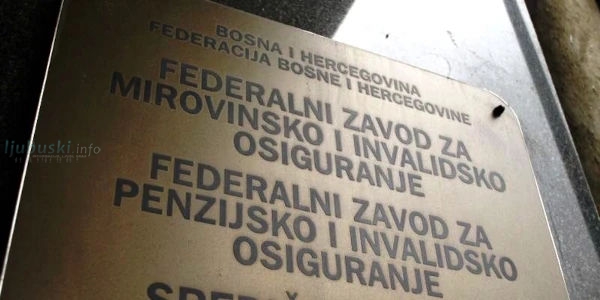 BOSNA I HERCEGOVINA
FEDERACIJA BOSNE I HERCEGOVINE
FEDERALNI ZAVOD ZA
MIROVINSKO I INVALIDSKO
OSIGURANJE
FEDERALNI ZAVOD ZA
PENZIJSKO I INVALIDSKO
OSIGURANJE
ljubuski.info